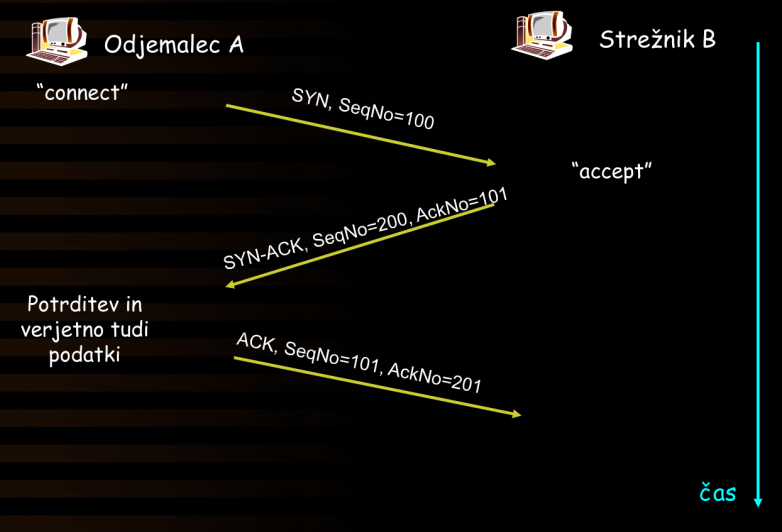 Odjemalec A
Strežnik B
“connect”
SYN, SeqNo=100
“accept”
SYN-ACK, SeqNo=200, AckNo=101
Potrditev in
verjetno tudi
podatki
ACK, SeqNo=101, AckNo=201
čas